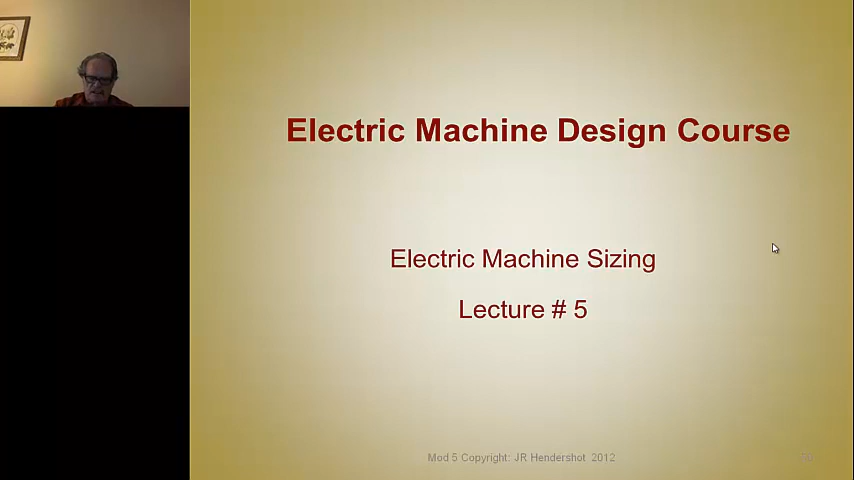 Electric Machine Design Course
Electric Machine Sizing
Lecture # 5
Mod 5 Copyright: JR Hendershot 2012